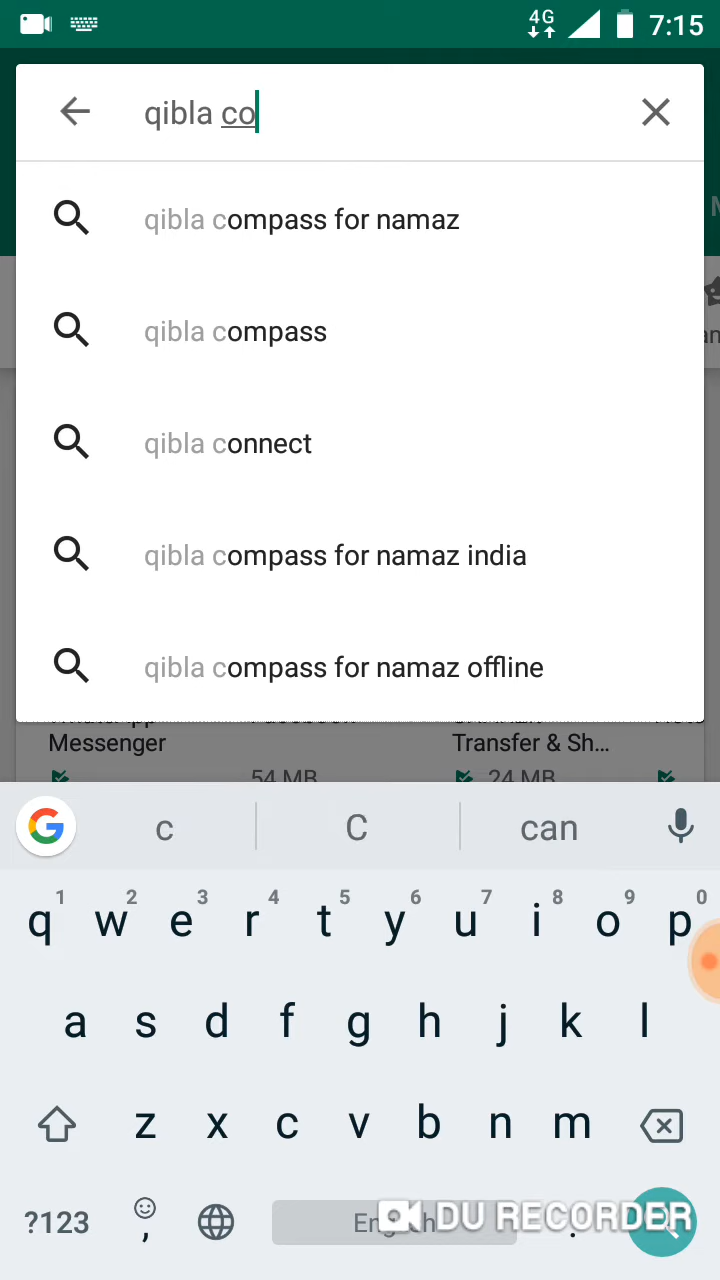 4G 7:15
qibla co
qibla compass for namaz
qibla compass
qibla connect
qibla compass for namaz india
qibla compass for namaz offline
Messenger
Transfer & Sh...
54 MB
24 MB
c C can
1 2 3 4 5 6 7 8 9 0
q w e r t y u i o p
a s d f g h j k l
z x c v b n m
?123 , English .
DU RECORDER